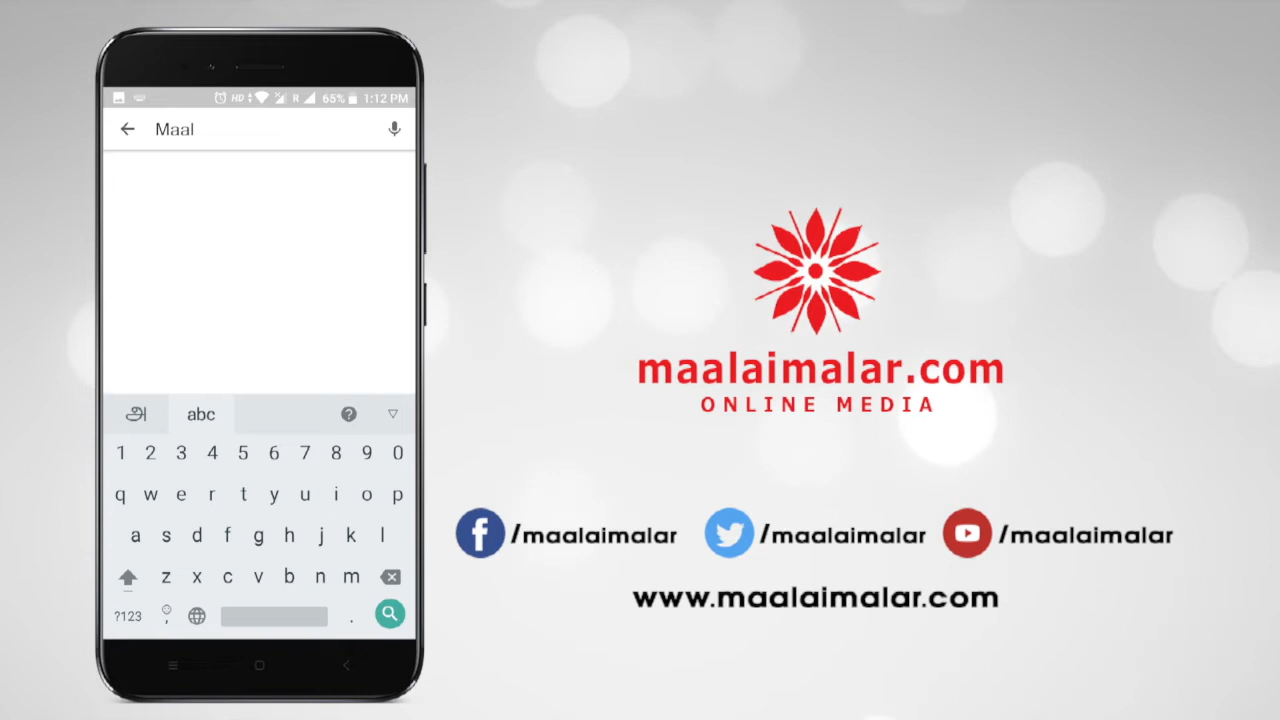 HD R 65% 1:12 PM
Maal
அ abc ?
1 2 3 4 5 6 7 8 9 0
q w e r t y u i o p
a s d f g h j k l
z x c v b n m
?123 , .
maalaimalar.com
ONLINE MEDIA
/maalaimalar /maalaimalar /maalaimalar
www.maalaimalar.com